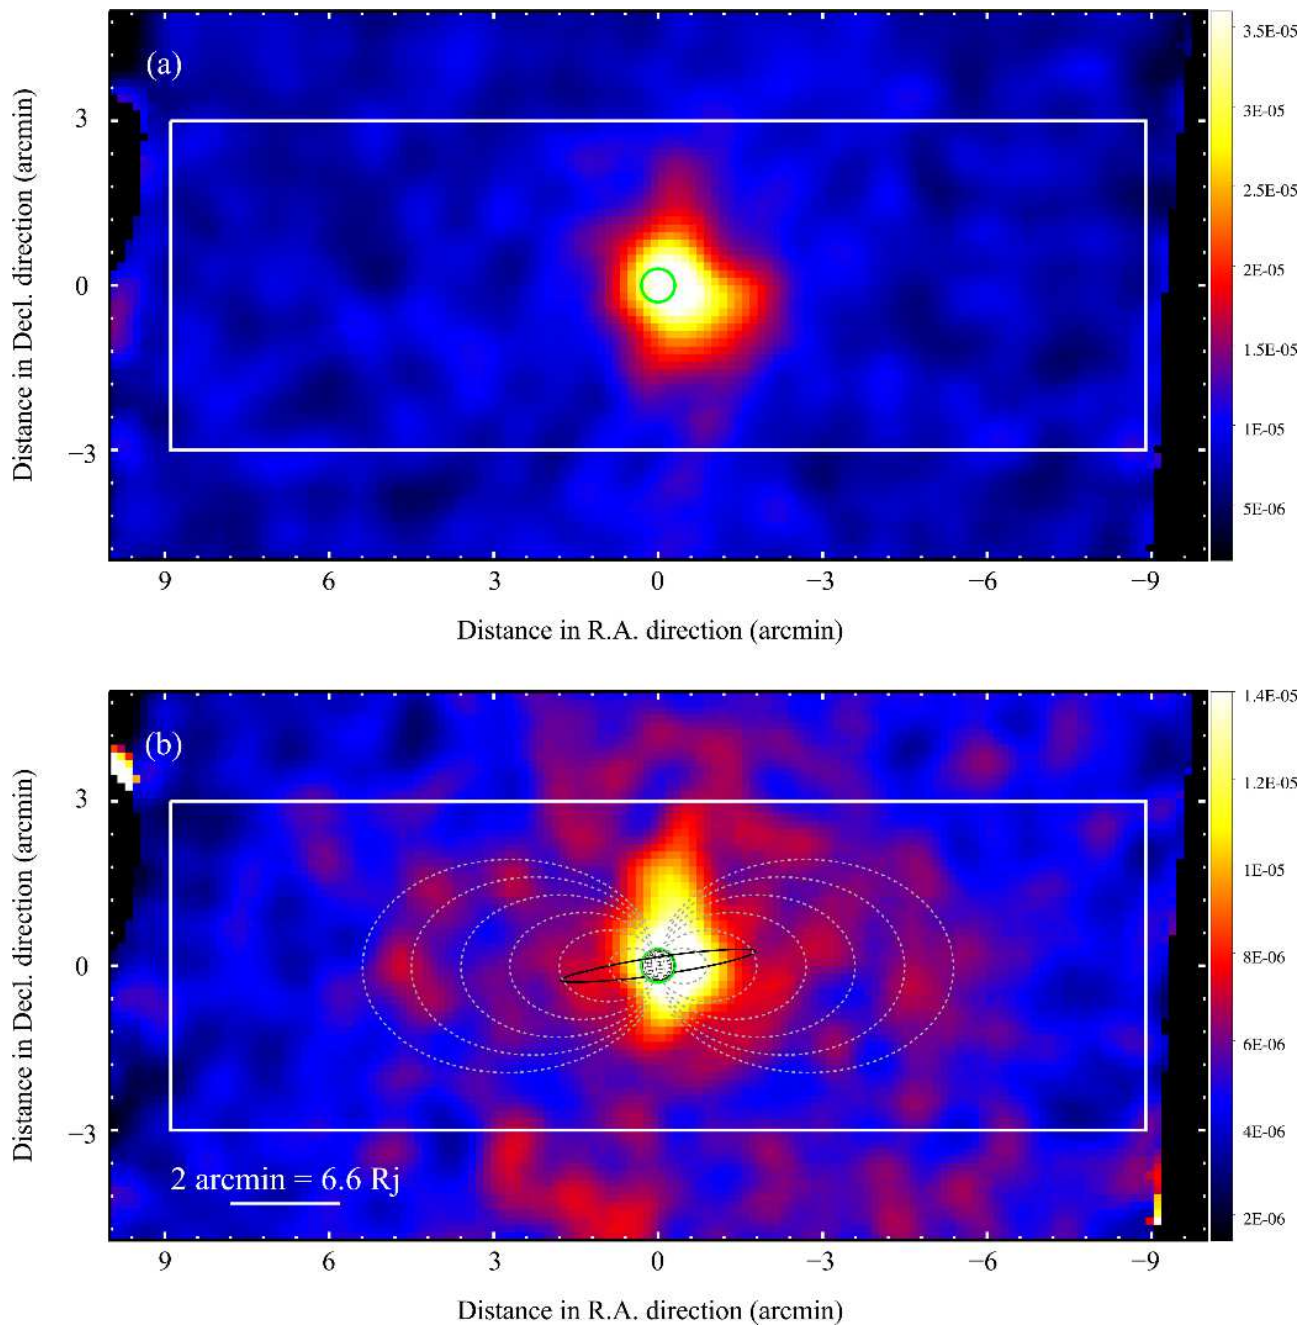 (a)
Distance in Decl. direction (arcmin)
3
0
−3
9 6 3 0 −3 −6 −9
Distance in R.A. direction (arcmin)
3.5E-05
3E-05
2.5E-05
2E-05
1.5E-05
1E-05
5E-06
(b)
Distance in Decl. direction (arcmin)
3
0
−3
2 arcmin = 6.6 Rj
9 6 3 0 −3 −6 −9
Distance in R.A. direction (arcmin)
1.4E-05
1.2E-05
1E-05
8E-06
6E-06
4E-06
2E-06